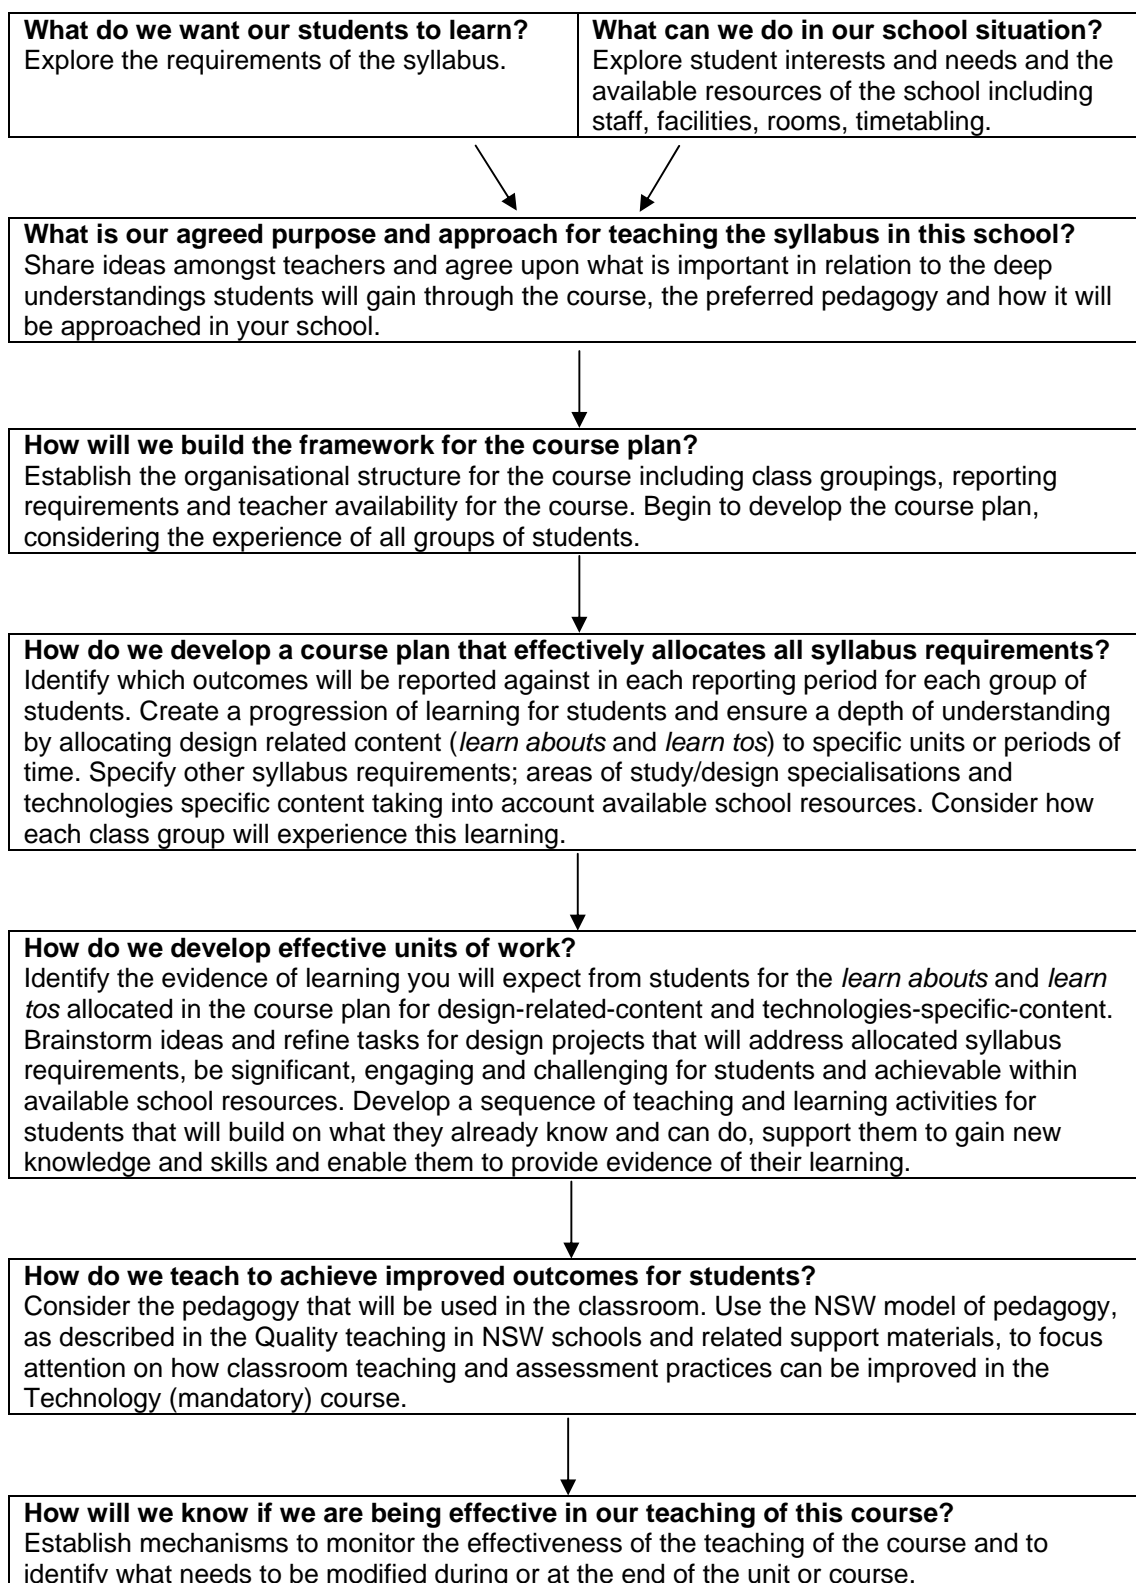 What do we want our students to learn?
Explore the requirements of the syllabus.
What can we do in our school situation?
Explore student interests and needs and the
available resources of the school including
staff, facilities, rooms, timetabling.
What is our agreed purpose and approach for teaching the syllabus in this school?
Share ideas amongst teachers and agree upon what is important in relation to the deep
understandings students will gain through the course, the preferred pedagogy and how it will
be approached in your school.
How will we build the framework for the course plan?
Establish the organisational structure for the course including class groupings, reporting
requirements and teacher availability for the course. Begin to develop the course plan,
considering the experience of all groups of students.
How do we develop a course plan that effectively allocates all syllabus requirements?
Identify which outcomes will be reported against in each reporting period for each group of
students. Create a progression of learning for students and ensure a depth of understanding
by allocating design related content (learn abouts and learn tos) to specific units or periods of
time. Specify other syllabus requirements; areas of study/design specialisations and
technologies specific content taking into account available school resources. Consider how
each class group will experience this learning.
How do we develop effective units of work?
Identify the evidence of learning you will expect from students for the learn abouts and learn
tos allocated in the course plan for design-related-content and technologies-specific-content.
Brainstorm ideas and refine tasks for design projects that will address allocated syllabus
requirements, be significant, engaging and challenging for students and achievable within
available school resources. Develop a sequence of teaching and learning activities for
students that will build on what they already know and can do, support them to gain new
knowledge and skills and enable them to provide evidence of their learning.
How do we teach to achieve improved outcomes for students?
Consider the pedagogy that will be used in the classroom. Use the NSW model of pedagogy,
as described in the Quality teaching in NSW schools and related support materials, to focus
attention on how classroom teaching and assessment practices can be improved in the
Technology (mandatory) course.
How will we know if we are being effective in our teaching of this course?
Establish mechanisms to monitor the effectiveness of the teaching of the course and to
identify what needs to be modified during or at the end of the unit or course.